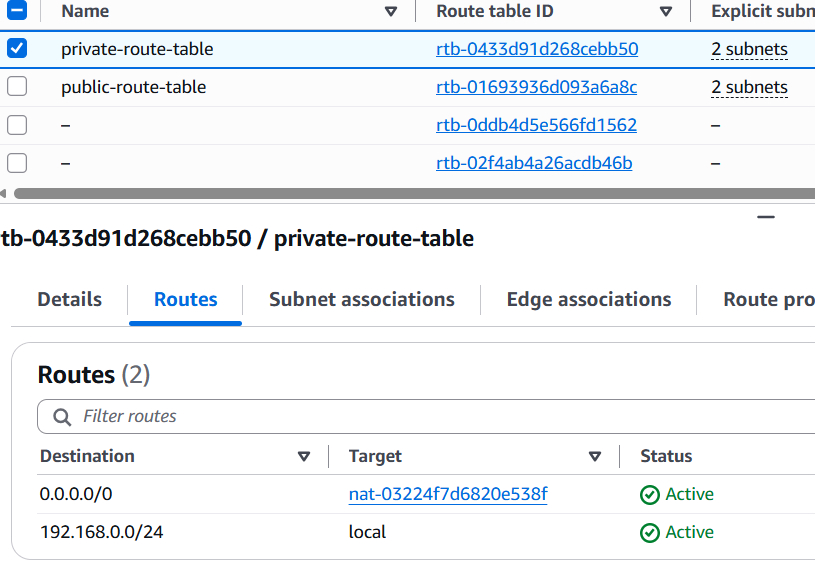 Name Route table ID Explicit subn
private-route-table rtb-0433d91d268cebb50 2 subnets
public-route-table rtb-01693936d093a6a8c 2 subnets
– rtb-0ddb4d5e566fd1562 –
– rtb-02f4ab4a26acdb46b –
tb-0433d91d268cebb50 / private-route-table
Details Routes Subnet associations Edge associations Route pro
Routes (2)
Filter routes
Destination Target Status
0.0.0.0/0 nat-03224f7d6820e538f Active
192.168.0.0/24 local Active